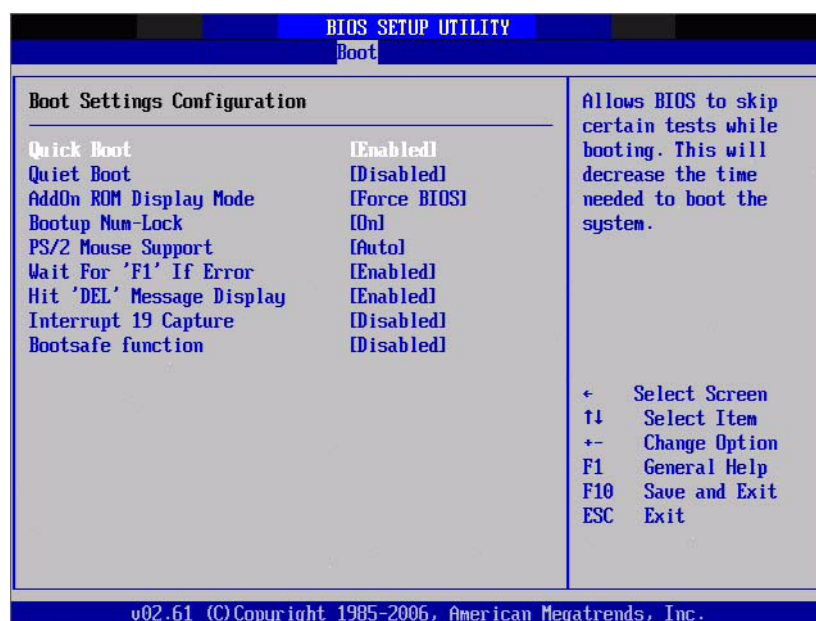 BIOS SETUP UTILITY
Boot
Boot Settings Configuration
Quick Boot [Enabled]
Quiet Boot [Disabled]
AddOn ROM Display Mode [Force BIOS]
Bootup Num-Lock [On]
PS/2 Mouse Support [Auto]
Wait For 'F1' If Error [Enabled]
Hit 'DEL' Message Display [Enabled]
Interrupt 19 Capture [Disabled]
Bootsafe function [Disabled]
Allows BIOS to skip
certain tests while
booting. This will
decrease the time
needed to boot the
system.
← Select Screen
↑↓ Select Item
+- Change Option
F1 General Help
F10 Save and Exit
ESC Exit
v02.61 (C)Copyright 1985-2006, American Megatrends, Inc.